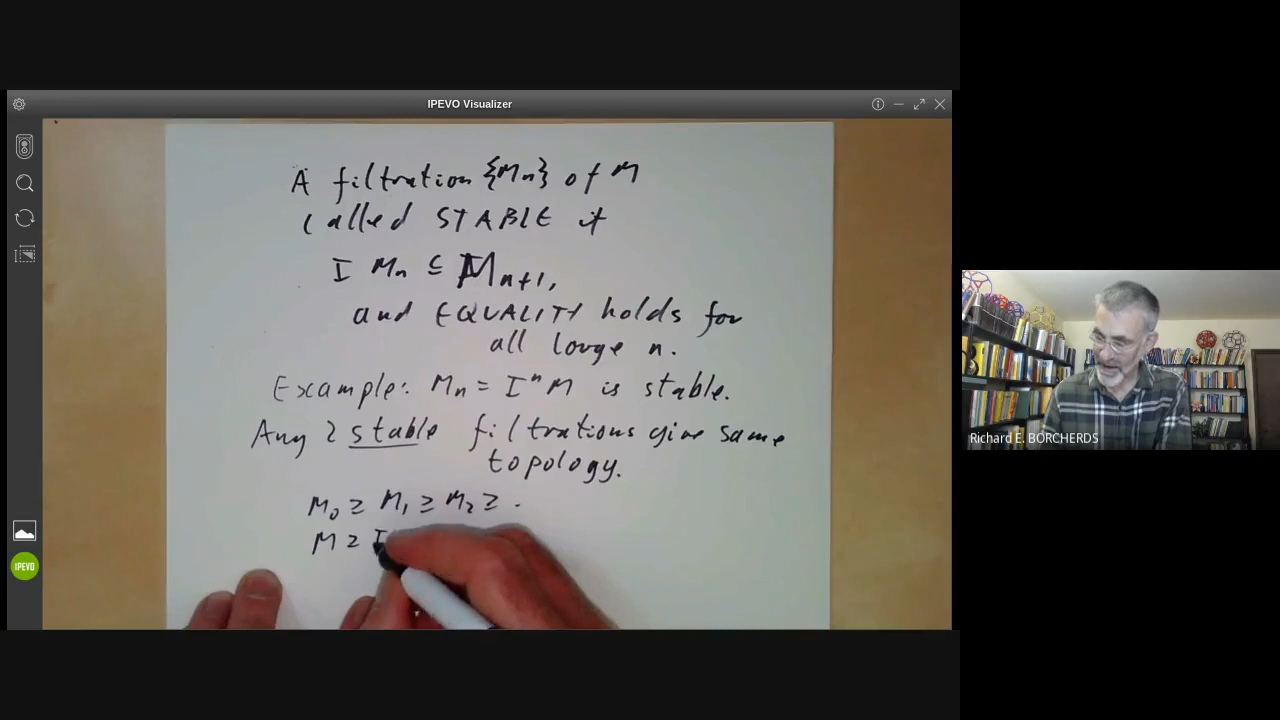 IPEVO Visualizer
A filtration {Mn} of M
called STABLE if
I Mn ⊆ Mn+1,
and EQUALITY holds for
all large n.
Example: Mn = IⁿM is stable.
Any 2 stable filtrations give same
topology.
M0 ⊇ M1 ⊇ M2 ⊇ .
M ⊇ I
IPEVO
Richard E. BORCHERDS